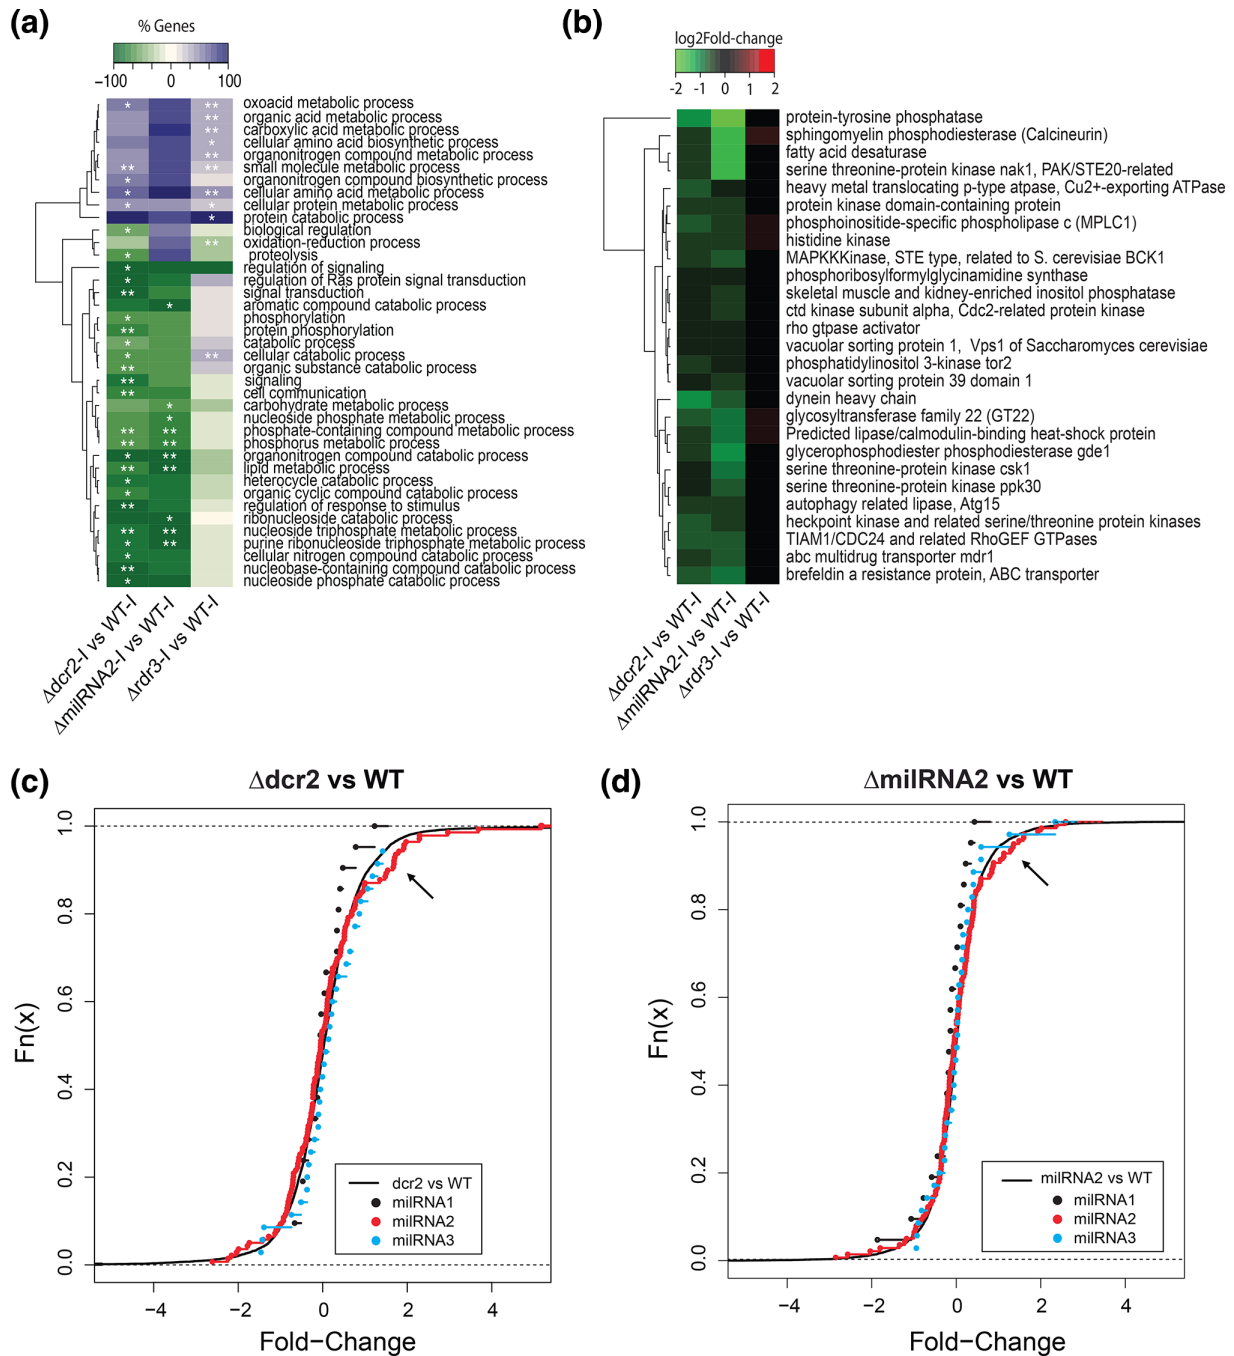 (a)
% Genes
−100 0 100
* ** oxoacid metabolic process
** organic acid metabolic process
** carboxylic acid metabolic process
* cellular amino acid biosynthetic process
** organonitrogen compound metabolic process
** ** small molecule metabolic process
* organonitrogen compound biosynthetic process
* ** cellular amino acid metabolic process
* * cellular protein metabolic process
* protein catabolic process
* biological regulation
** oxidation-reduction process
* proteolysis
* regulation of signaling
* regulation of Ras protein signal transduction
** signal transduction
* aromatic compound catabolic process
* phosphorylation
** protein phosphorylation
* catabolic process
* ** cellular catabolic process
** organic substance catabolic process
** signaling
** cell communication
* carbohydrate metabolic process
* nucleoside phosphate metabolic process
** ** phosphate-containing compound metabolic process
** ** phosphorus metabolic process
* ** organonitrogen compound catabolic process
** ** lipid metabolic process
* heterocycle catabolic process
* organic cyclic compound catabolic process
** regulation of response to stimulus
* ribonucleoside catabolic process
** ** nucleoside triphosphate metabolic process
* ** purine ribonucleoside triphosphate metabolic process
* cellular nitrogen compound catabolic process
** nucleobase-containing compound catabolic process
* nucleoside phosphate catabolic process
Δdcr2-I vs WT-I
ΔmilRNA2-I vs WT-I
Δrdr3-I vs WT-I
(b)
log2Fold-change
-2 -1 0 1 2
protein-tyrosine phosphatase
sphingomyelin phosphodiesterase (Calcineurin)
fatty acid desaturase
serine threonine-protein kinase nak1, PAK/STE20-related
heavy metal translocating p-type atpase, Cu2+-exporting ATPase
protein kinase domain-containing protein
phosphoinositide-specific phospholipase c (MPLC1)
histidine kinase
MAPKKKinase, STE type, related to S. cerevisiae BCK1
phosphoribosylformylglycinamidine synthase
skeletal muscle and kidney-enriched inositol phosphatase
ctd kinase subunit alpha, Cdc2-related protein kinase
rho gtpase activator
vacuolar sorting protein 1, Vps1 of Saccharomyces cerevisiae
phosphatidylinositol 3-kinase tor2
vacuolar sorting protein 39 domain 1
dynein heavy chain
glycosyltransferase family 22 (GT22)
Predicted lipase/calmodulin-binding heat-shock protein
glycerophosphodiester phosphodiesterase gde1
serine threonine-protein kinase csk1
serine threonine-protein kinase ppk30
autophagy related lipase, Atg15
heckpoint kinase and related serine/threonine protein kinases
TIAM1/CDC24 and related RhoGEF GTPases
abc multidrug transporter mdr1
brefeldin a resistance protein, ABC transporter
Δdcr2-I vs WT-I
ΔmilRNA2-I vs WT-I
Δrdr3-I vs WT-I
(c)
Δdcr2 vs WT
Fn(x)
1.0
0.8
0.6
0.4
0.2
0.0
dcr2 vs WT
milRNA1
milRNA2
milRNA3
−4 −2 0 2 4
Fold−Change
(d)
ΔmilRNA2 vs WT
Fn(x)
1.0
0.8
0.6
0.4
0.2
0.0
milRNA2 vs WT
milRNA1
milRNA2
milRNA3
−4 −2 0 2 4
Fold−Change